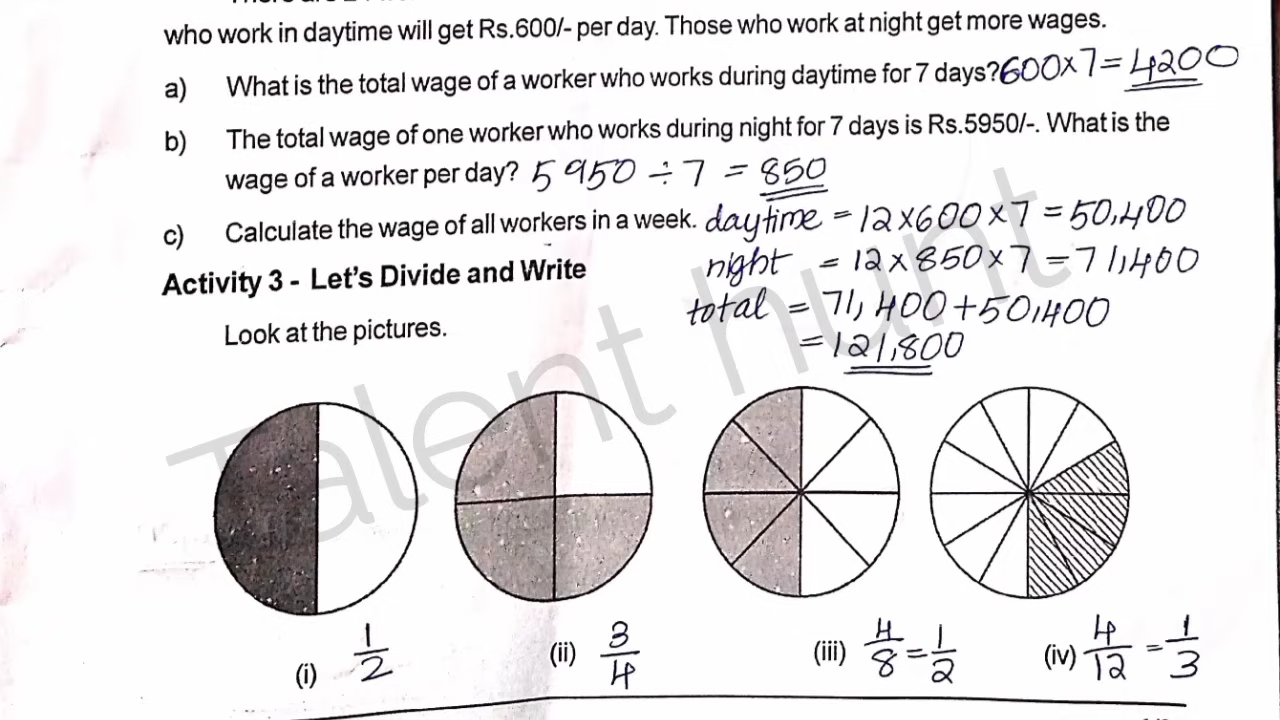 who work in daytime will get Rs.600/- per day. Those who work at night get more wages.
a) What is the total wage of a worker who works during daytime for 7 days? 600×7=4200
b) The total wage of one worker who works during night for 7 days is Rs.5950/-. What is the
wage of a worker per day? 5950 ÷ 7 = 850
c) Calculate the wage of all workers in a week. daytime = 12×600×7 = 50,400
night = 12×850×7 = 71,400
Activity 3 - Let's Divide and Write
total = 71,400+50,400
Look at the pictures.
= 121,800
Talent hunt
(i) 1/2
(ii) 3/4
(iii) 4/8 = 1/2
(iv) 4/12 = 1/3